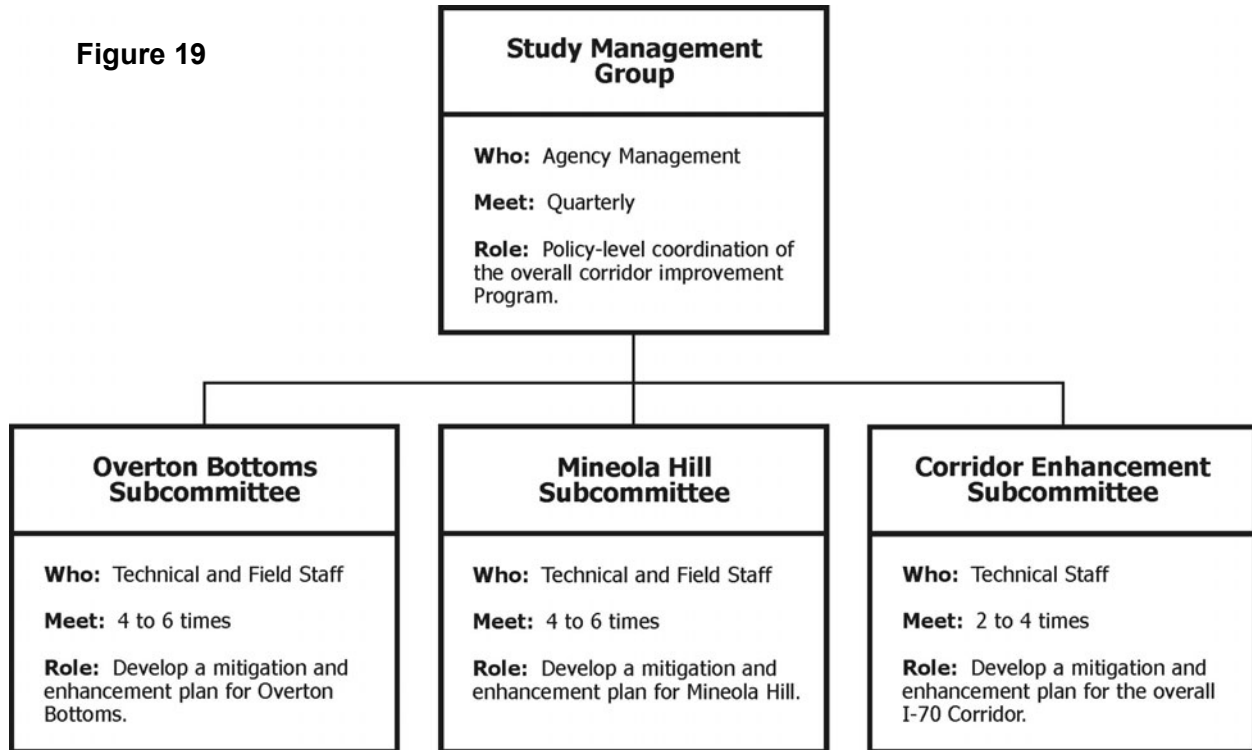 Figure 19
Study Management
Group
Who: Agency Management
Meet: Quarterly
Role: Policy-level coordination of
the overall corridor improvement
Program.
Overton Bottoms
Subcommittee
Who: Technical and Field Staff
Meet: 4 to 6 times
Role: Develop a mitigation and
enhancement plan for Overton
Bottoms.
Mineola Hill
Subcommittee
Who: Technical and Field Staff
Meet: 4 to 6 times
Role: Develop a mitigation and
enhancement plan for Mineola Hill.
Corridor Enhancement
Subcommittee
Who: Technical Staff
Meet: 2 to 4 times
Role: Develop a mitigation and
enhancement plan for the overall
I-70 Corridor.